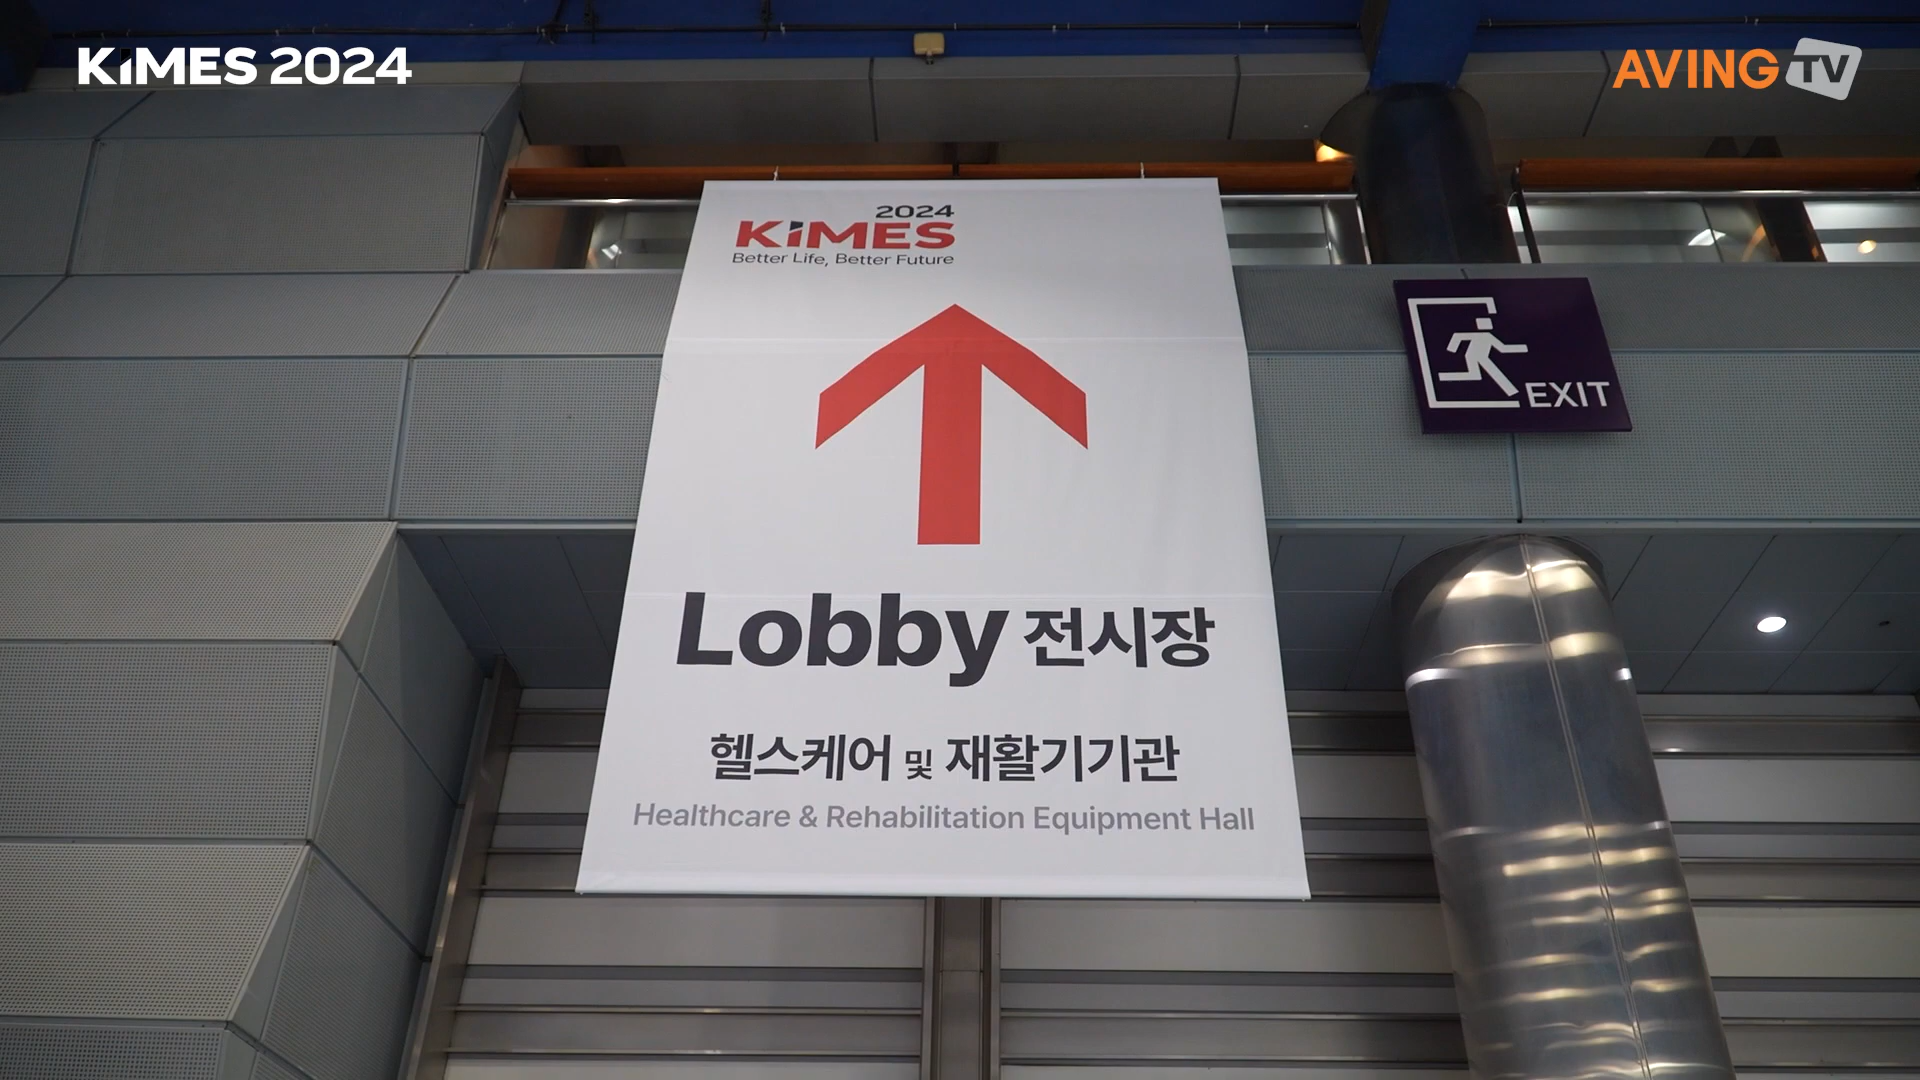 KIMES 2024
AVING TV
2024
KIMES
Better Life, Better Future
EXIT
Lobby 전시장
헬스케어 및 재활기기관
Healthcare & Rehabilitation Equipment Hall